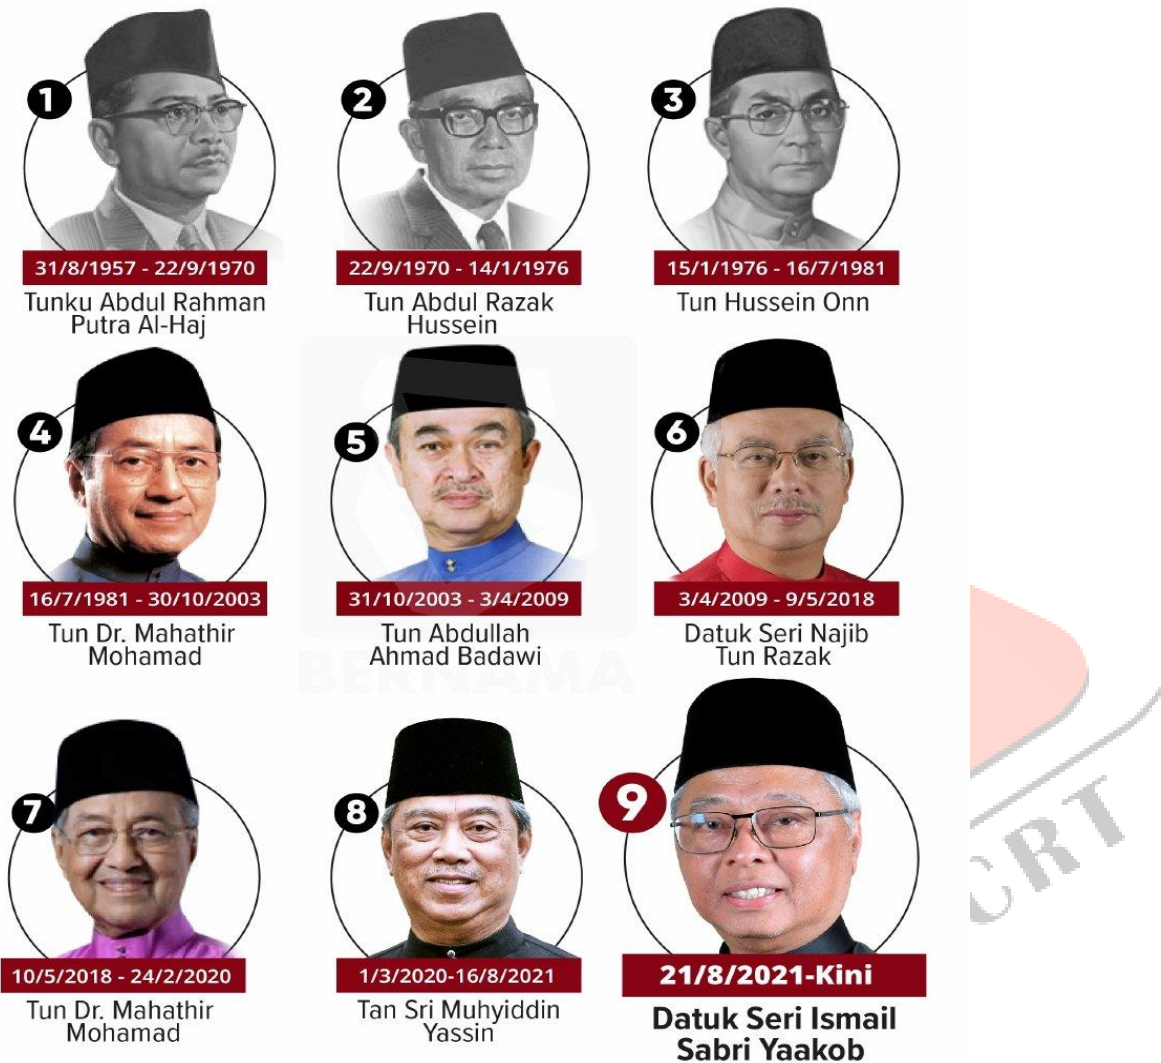 1
31/8/1957 - 22/9/1970
Tunku Abdul Rahman
Putra Al-Haj
2
22/9/1970 - 14/1/1976
Tun Abdul Razak
Hussein
3
15/1/1976 - 16/7/1981
Tun Hussein Onn
4
16/7/1981 - 30/10/2003
Tun Dr. Mahathir
Mohamad
5
31/10/2003 - 3/4/2009
Tun Abdullah
Ahmad Badawi
6
3/4/2009 - 9/5/2018
Datuk Seri Najib
Tun Razak
BERNAMA
7
10/5/2018 - 24/2/2020
Tun Dr. Mahathir
Mohamad
8
1/3/2020-16/8/2021
Tan Sri Muhyiddin
Yassin
9
21/8/2021-Kini
Datuk Seri Ismail
Sabri Yaakob